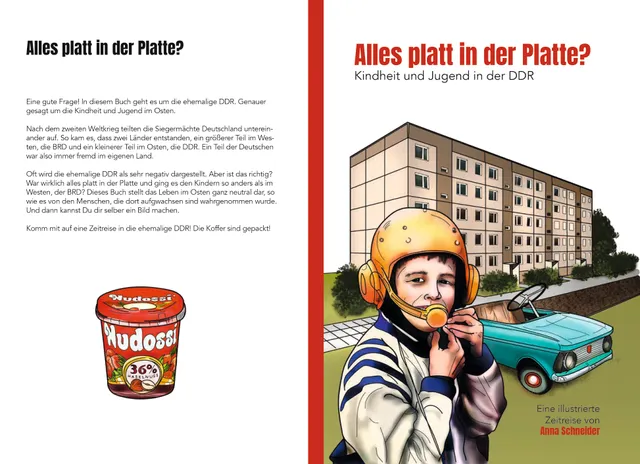 Alles platt in der Platte?
Eine gute Frage! In diesem Buch geht es um die ehemalige DDR. Genauer
gesagt um die Kindheit und Jugend im Osten.
Nach dem zweiten Weltkrieg teilten die Siegermächte Deutschland unterein-
ander auf. So kam es, dass zwei Länder entstanden, ein größerer Teil im Wes-
ten, die BRD und ein kleinerer Teil im Osten, die DDR. Ein Teil der Deutschen
war also immer fremd im eigenen Land.
Oft wird die ehemalige DDR als sehr negativ dargestellt. Aber ist das richtig?
War wirklich alles platt in der Platte und ging es den Kindern so anders als im
Westen, der BRD? Dieses Buch stellt das Leben im Osten ganz neutral dar, so
wie es von den Menschen, die dort aufwachsen sind wahrgenommen wurde.
Und dann kannst Du dir selber ein Bild machen.
Komm mit auf eine Zeitreise in die ehemalige DDR! Die Koffer sind gepackt!
Nudossi
Nudossi
36%
HASELNUSS
Alles platt in der Platte?
Kindheit und Jugend in der DDR
Eine illustrierte
Zeitreise von
Anna Schneider